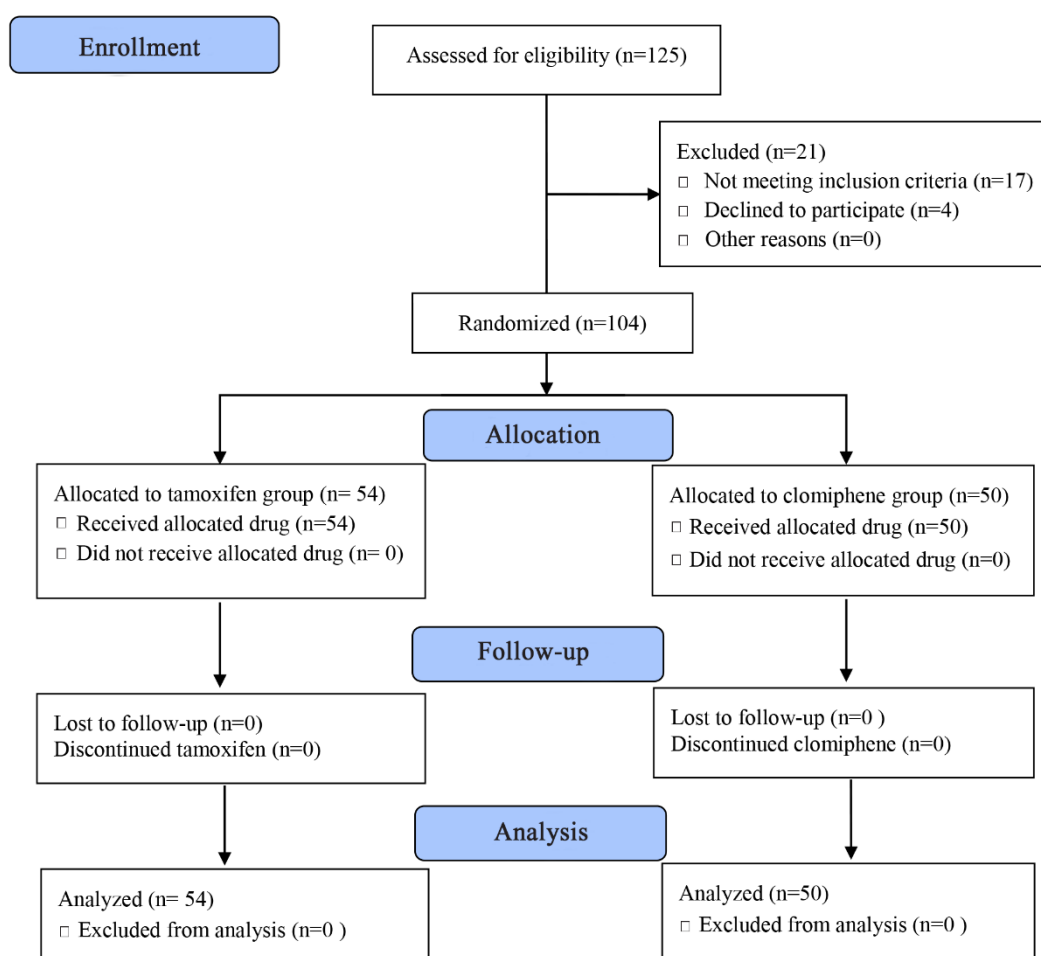 Enrollment
Assessed for eligibility (n=125)
Excluded (n=21)
□ Not meeting inclusion criteria (n=17)
□ Declined to participate (n=4)
□ Other reasons (n=0)
Randomized (n=104)
Allocation
Allocated to tamoxifen group (n= 54)
□ Received allocated drug (n=54)
□ Did not receive allocated drug (n= 0)
Allocated to clomiphene group (n=50)
□ Received allocated drug (n=50)
□ Did not receive allocated drug (n=0)
Follow-up
Lost to follow-up (n=0)
Discontinued tamoxifen (n=0)
Lost to follow-up (n=0 )
Discontinued clomiphene (n=0)
Analysis
Analyzed (n= 54)
□ Excluded from analysis (n=0 )
Analyzed (n=50)
□ Excluded from analysis (n=0 )